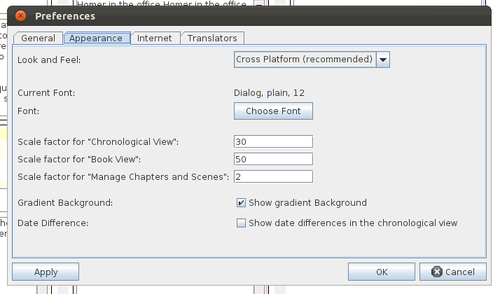 Homer in the office Homer in the office
Preferences
General Appearance Internet Translators
Look and Feel: Cross Platform (recommended)
Current Font: Dialog, plain, 12
Font: Choose Font
Scale factor for "Chronological View": 30
Scale factor for "Book View": 50
Scale factor for "Manage Chapters and Scenes": 2
Gradient Background: Show gradient Background
Date Difference: Show date differences in the chronological view
Apply OK Cancel